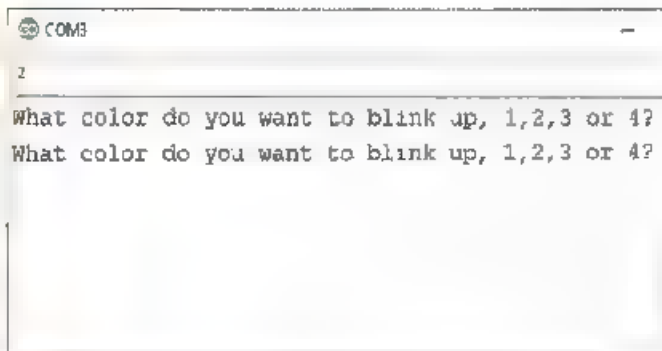 COM3
2
What color do you want to blink up, 1,2,3 or 4?
What color do you want to blink up, 1,2,3 or 4?